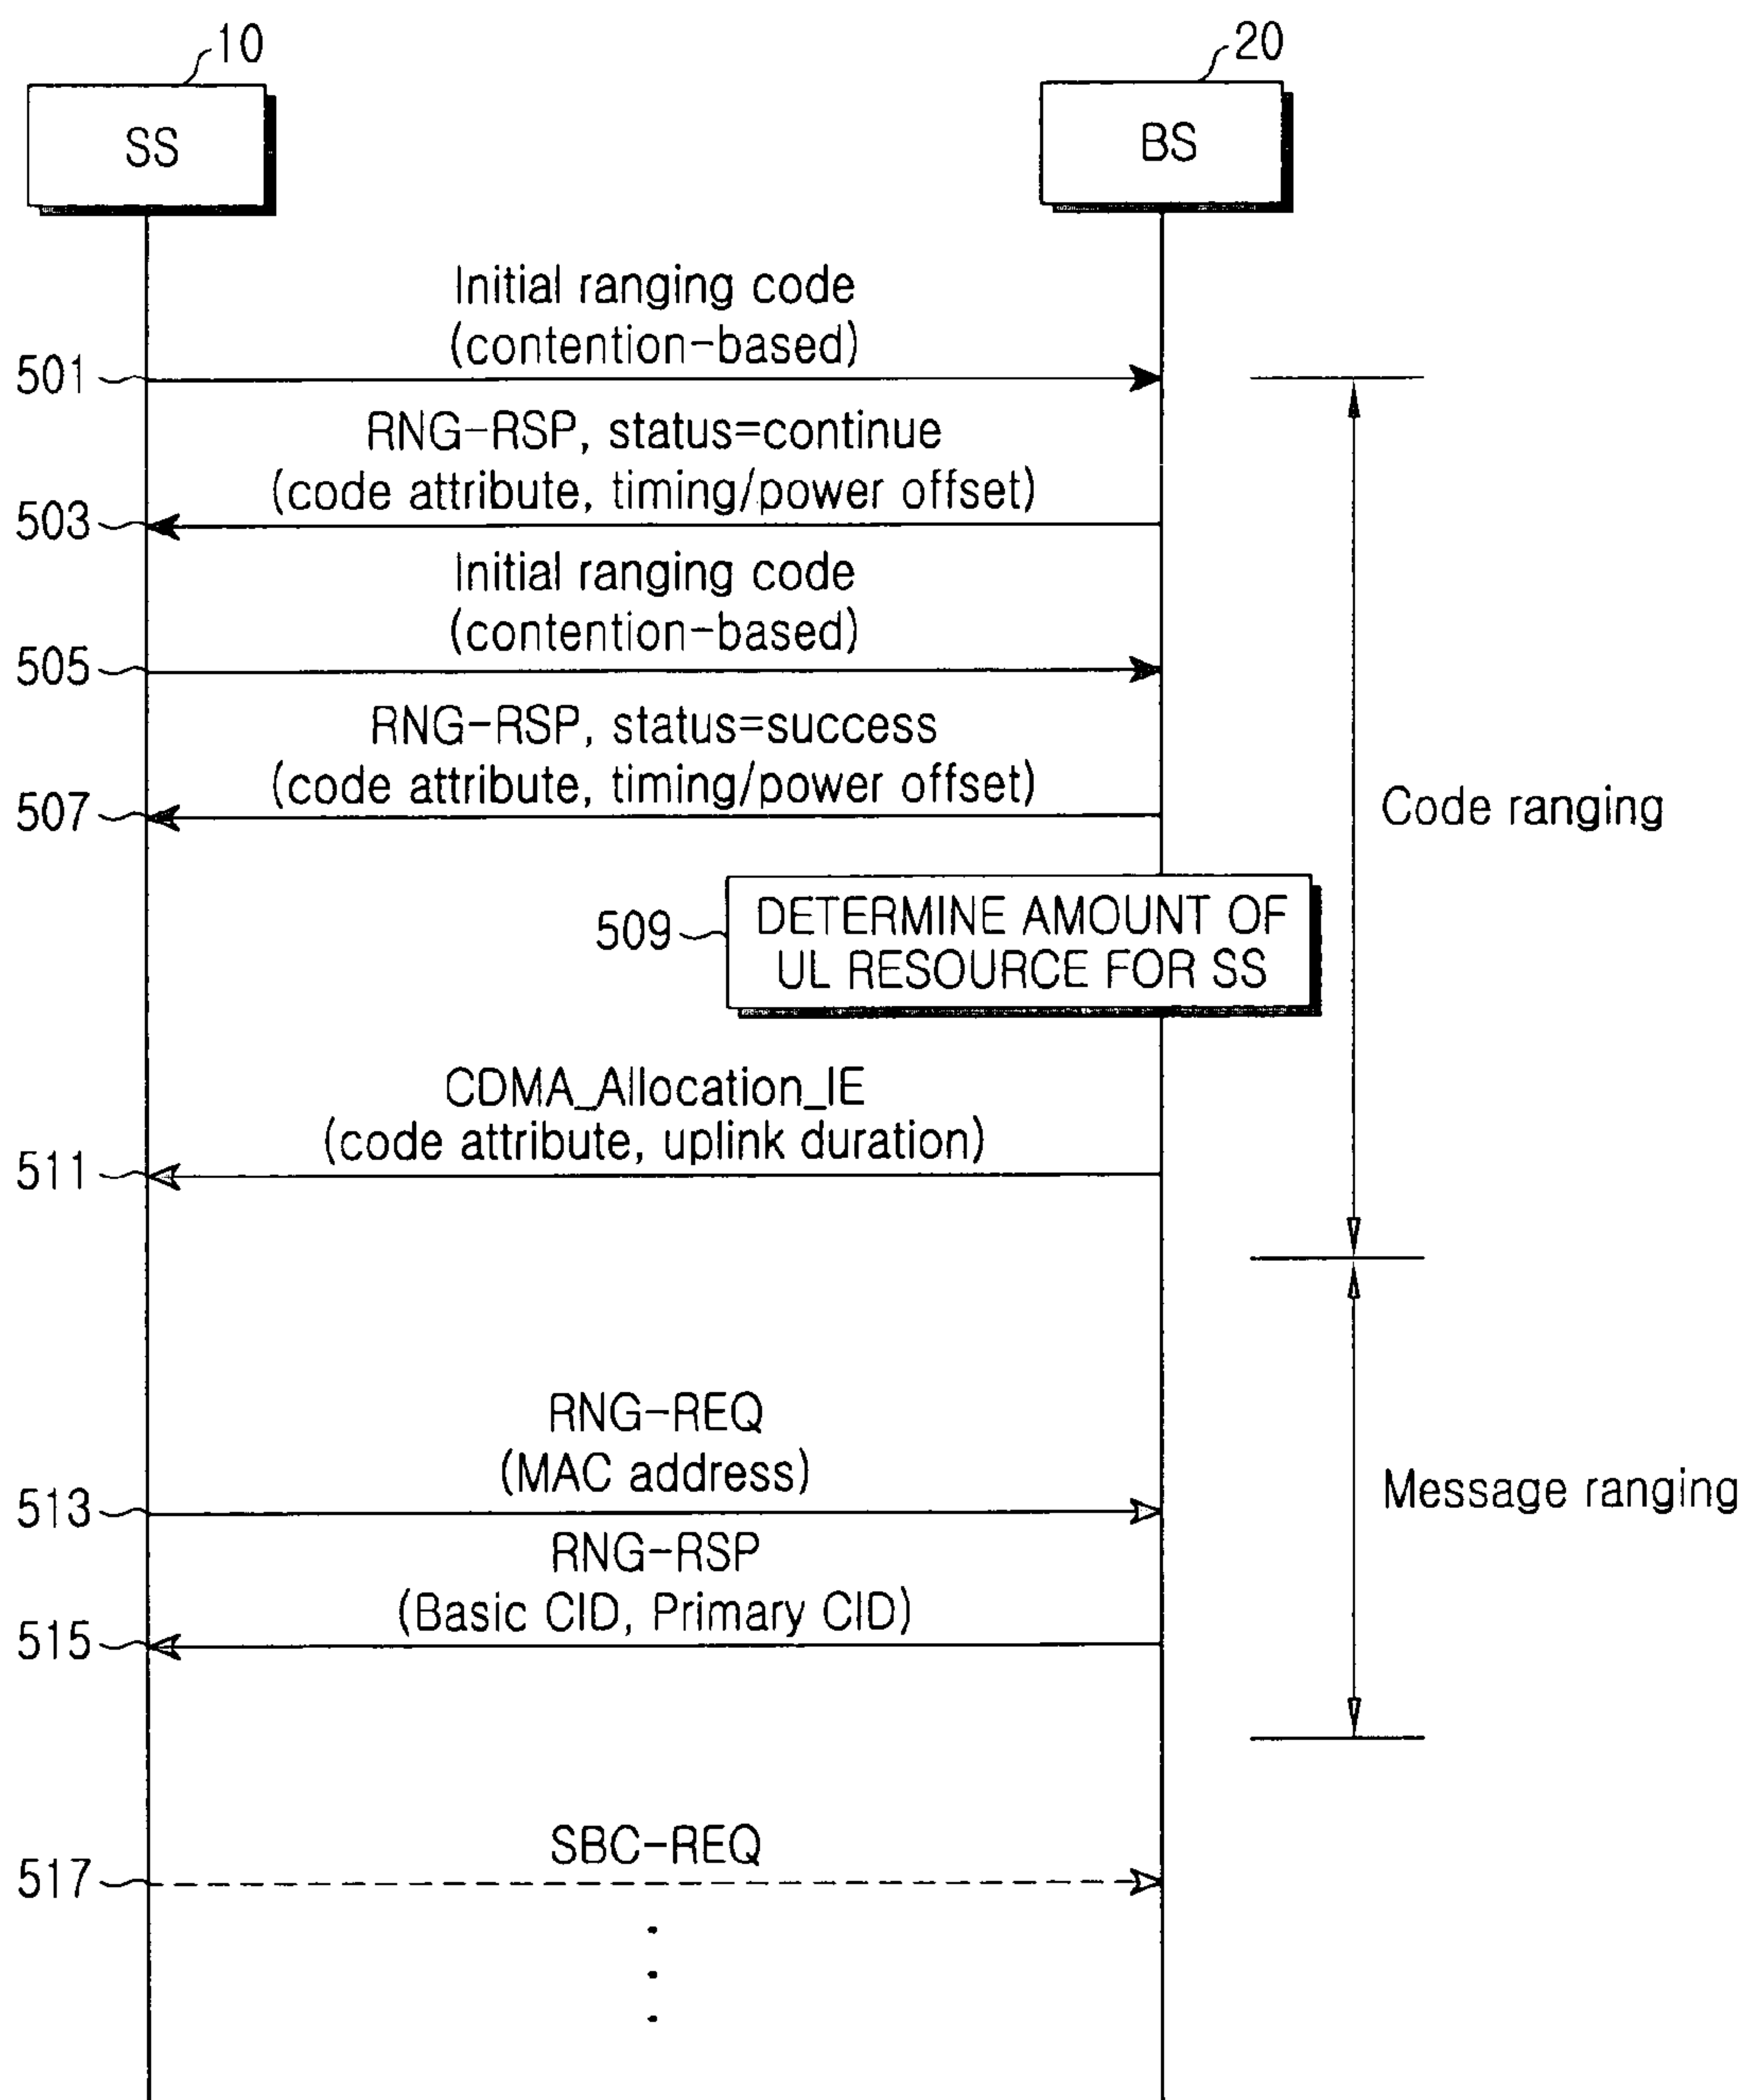 10
20
SS
BS
Initial ranging code
(contention-based)
501
RNG-RSP, status=continue
(code attribute, timing/power offset)
503
Initial ranging code
(contention-based)
505
RNG-RSP, status=success
(code attribute, timing/power offset)
507
Code ranging
509
DETERMINE AMOUNT OF
UL RESOURCE FOR SS
CDMA_Allocation_IE
(code attribute, uplink duration)
511
RNG-REQ
(MAC address)
513
Message ranging
RNG-RSP
(Basic CID, Primary CID)
515
SBC-REQ
517